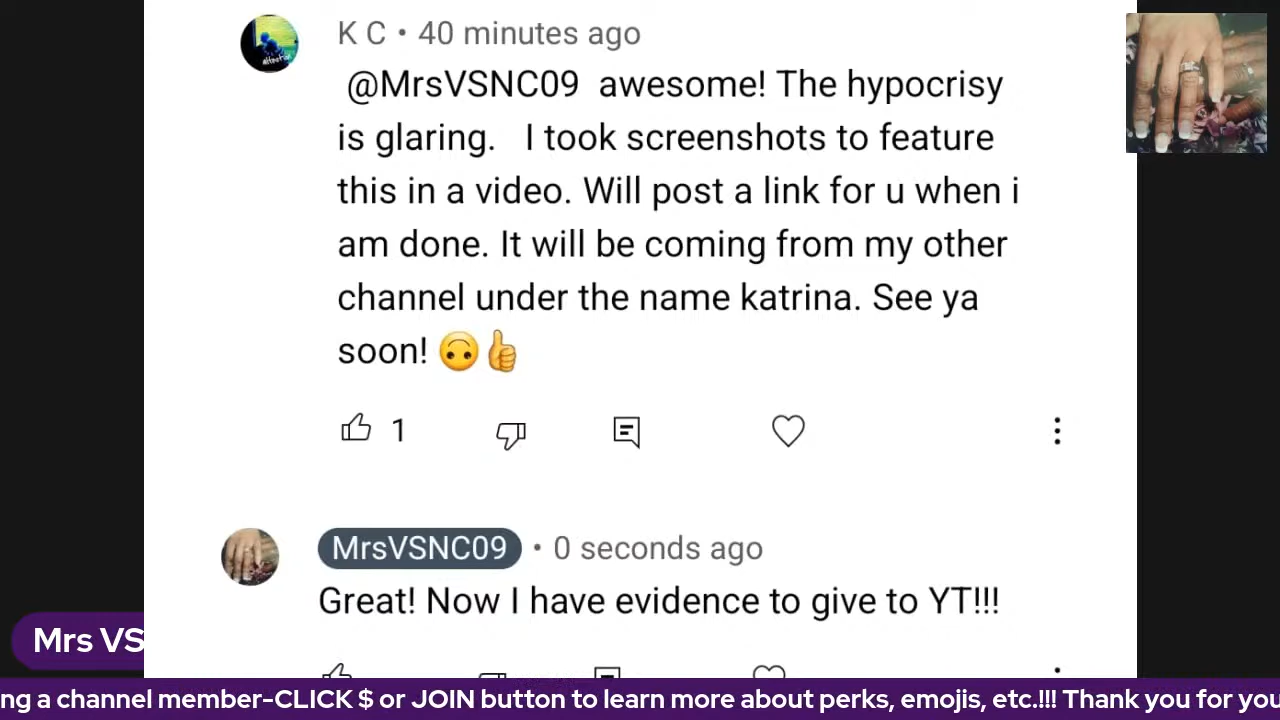 K C • 40 minutes ago
@MrsVSNC09 awesome! The hypocrisy
is glaring. I took screenshots to feature
this in a video. Will post a link for u when i
am done. It will be coming from my other
channel under the name katrina. See ya
soon! 🙃👍
1
MrsVSNC09 • 0 seconds ago
Great! Now I have evidence to give to YT!!!
Mrs VS
ng a channel member-CLICK $ or JOIN button to learn more about perks, emojis, etc.!!! Thank you for you